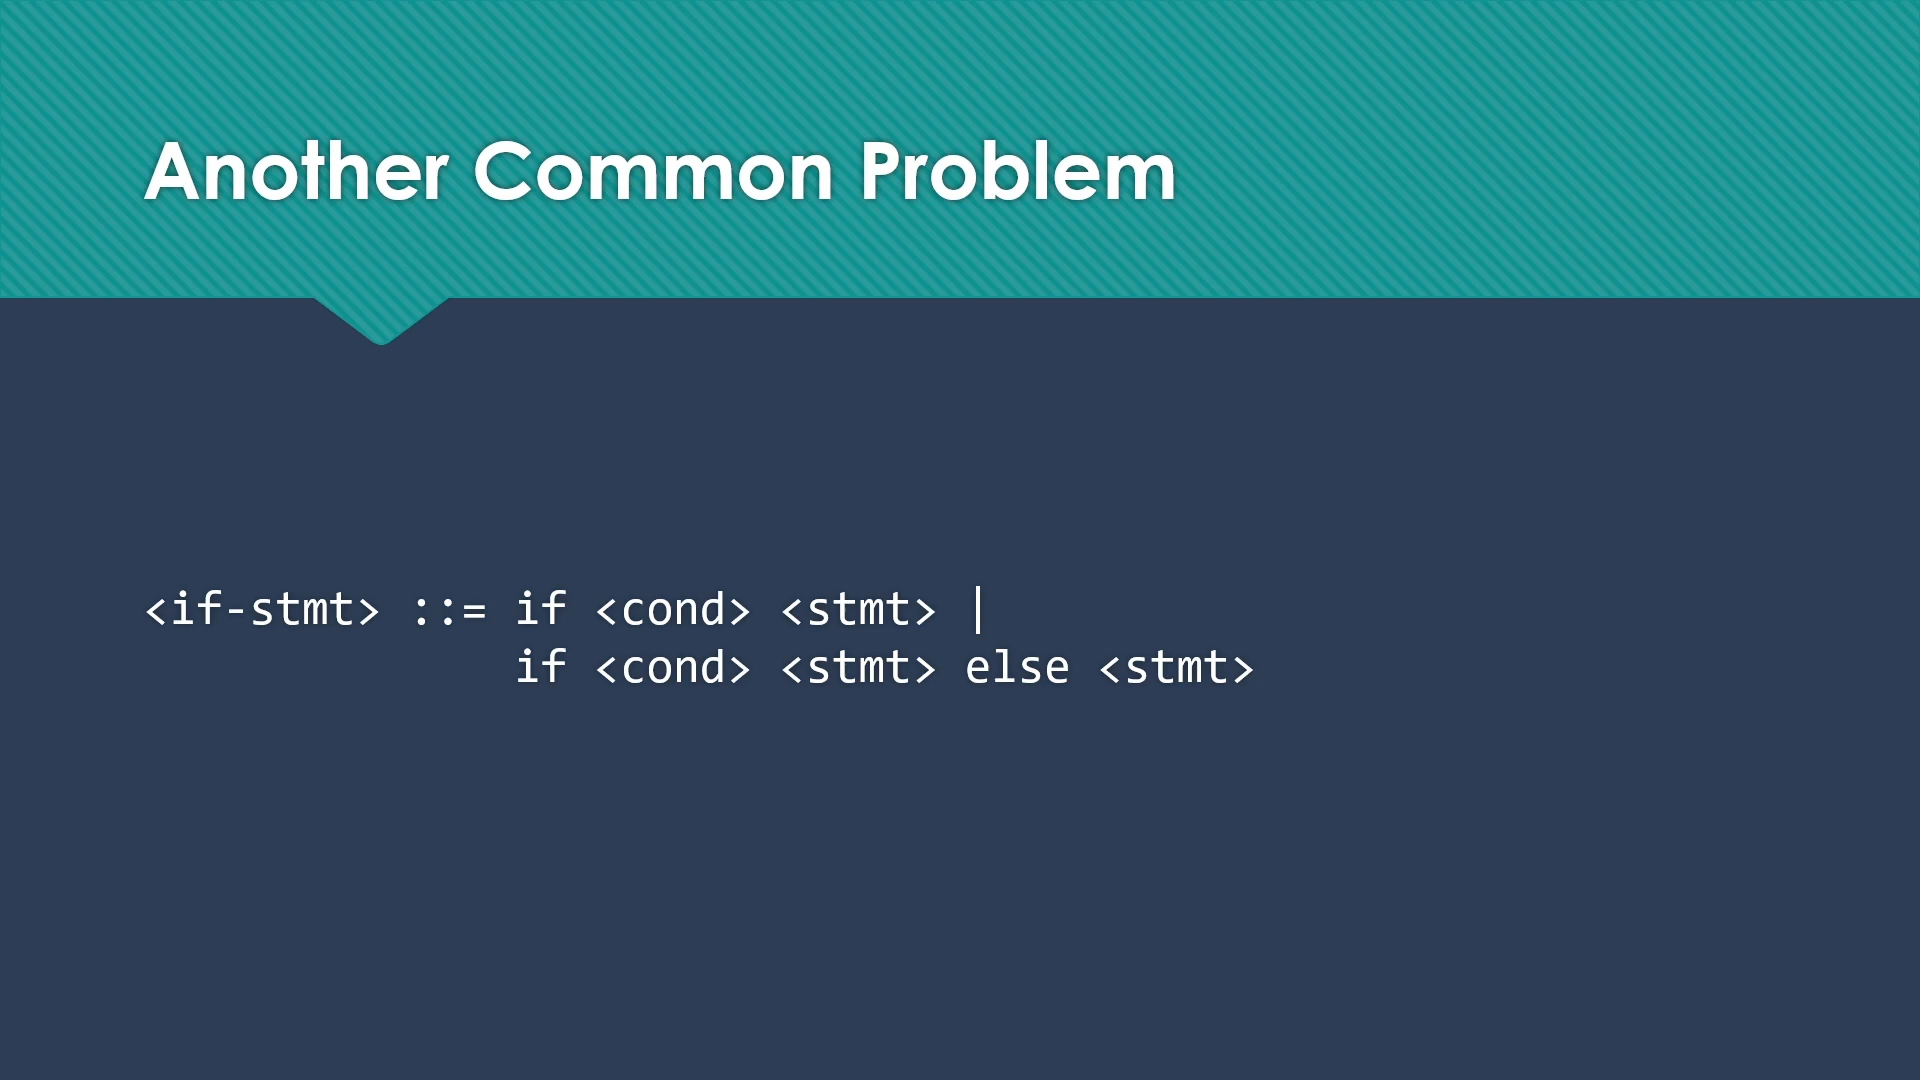 Another Common Problem
<if-stmt> ::= if <cond> <stmt> |
if <cond> <stmt> else <stmt>